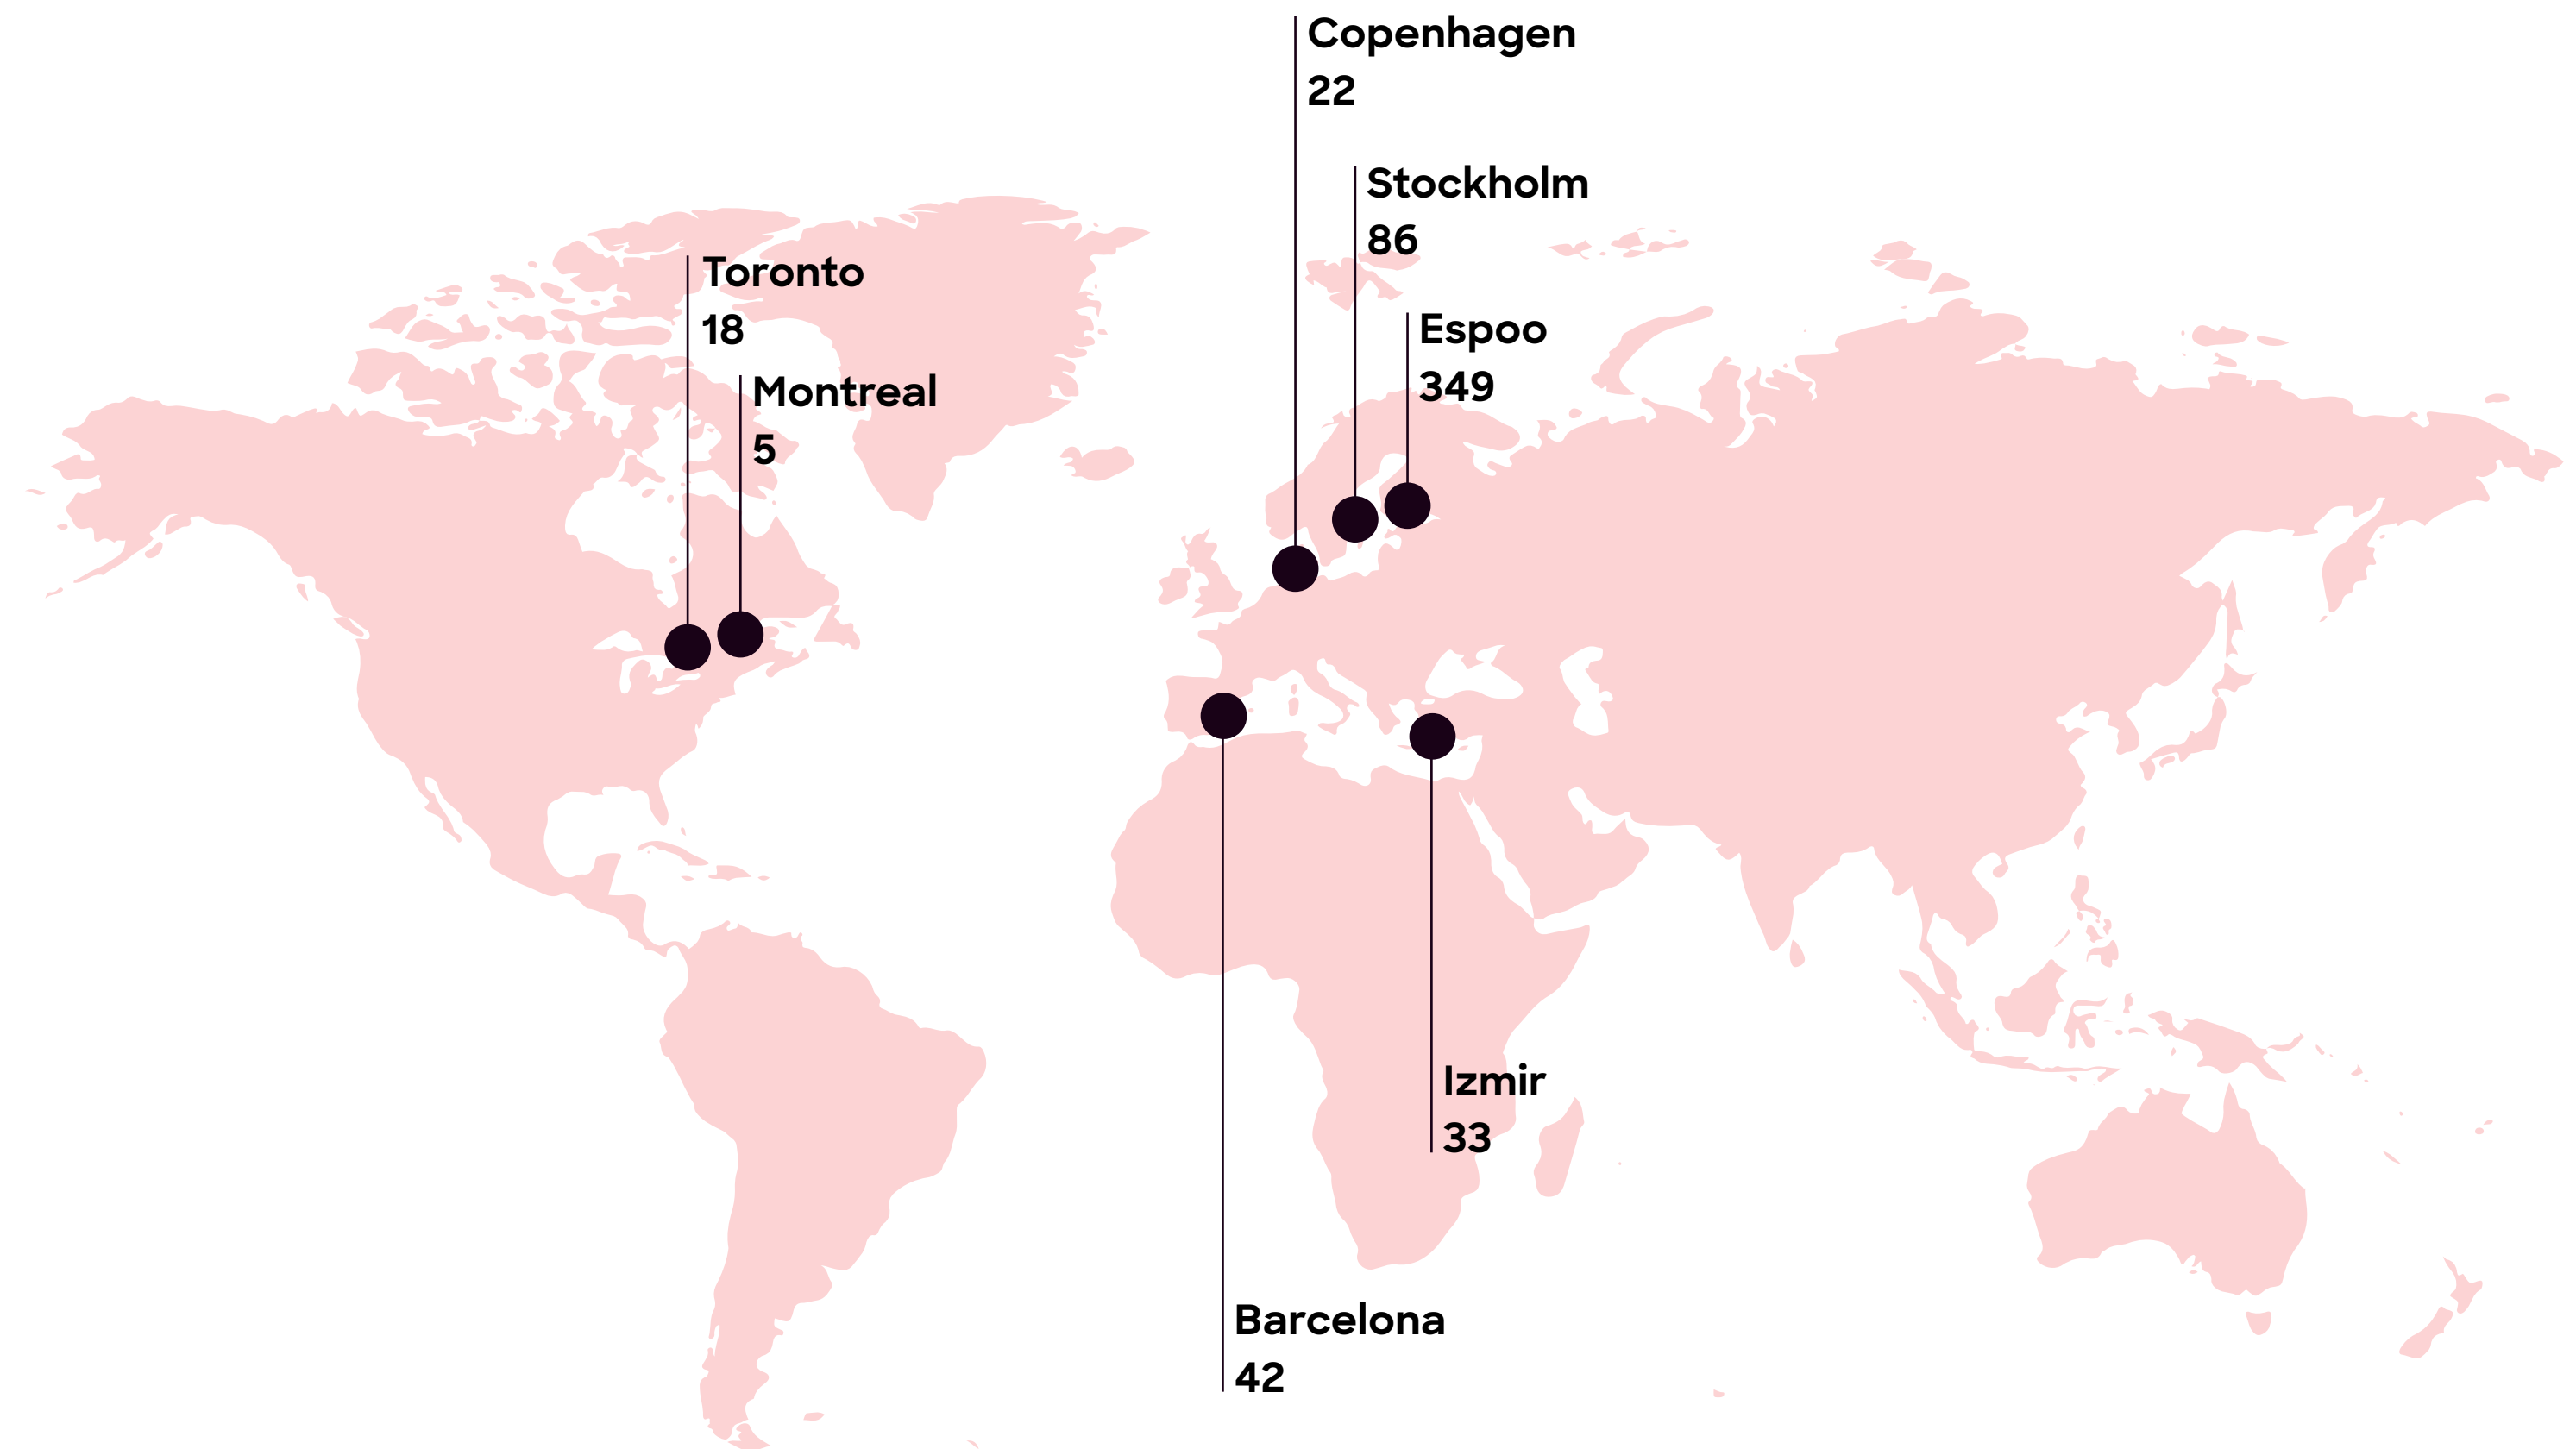 Copenhagen
22
Stockholm
86
Toronto
18
Espoo
349
Montreal
5
Izmir
33
Barcelona
42